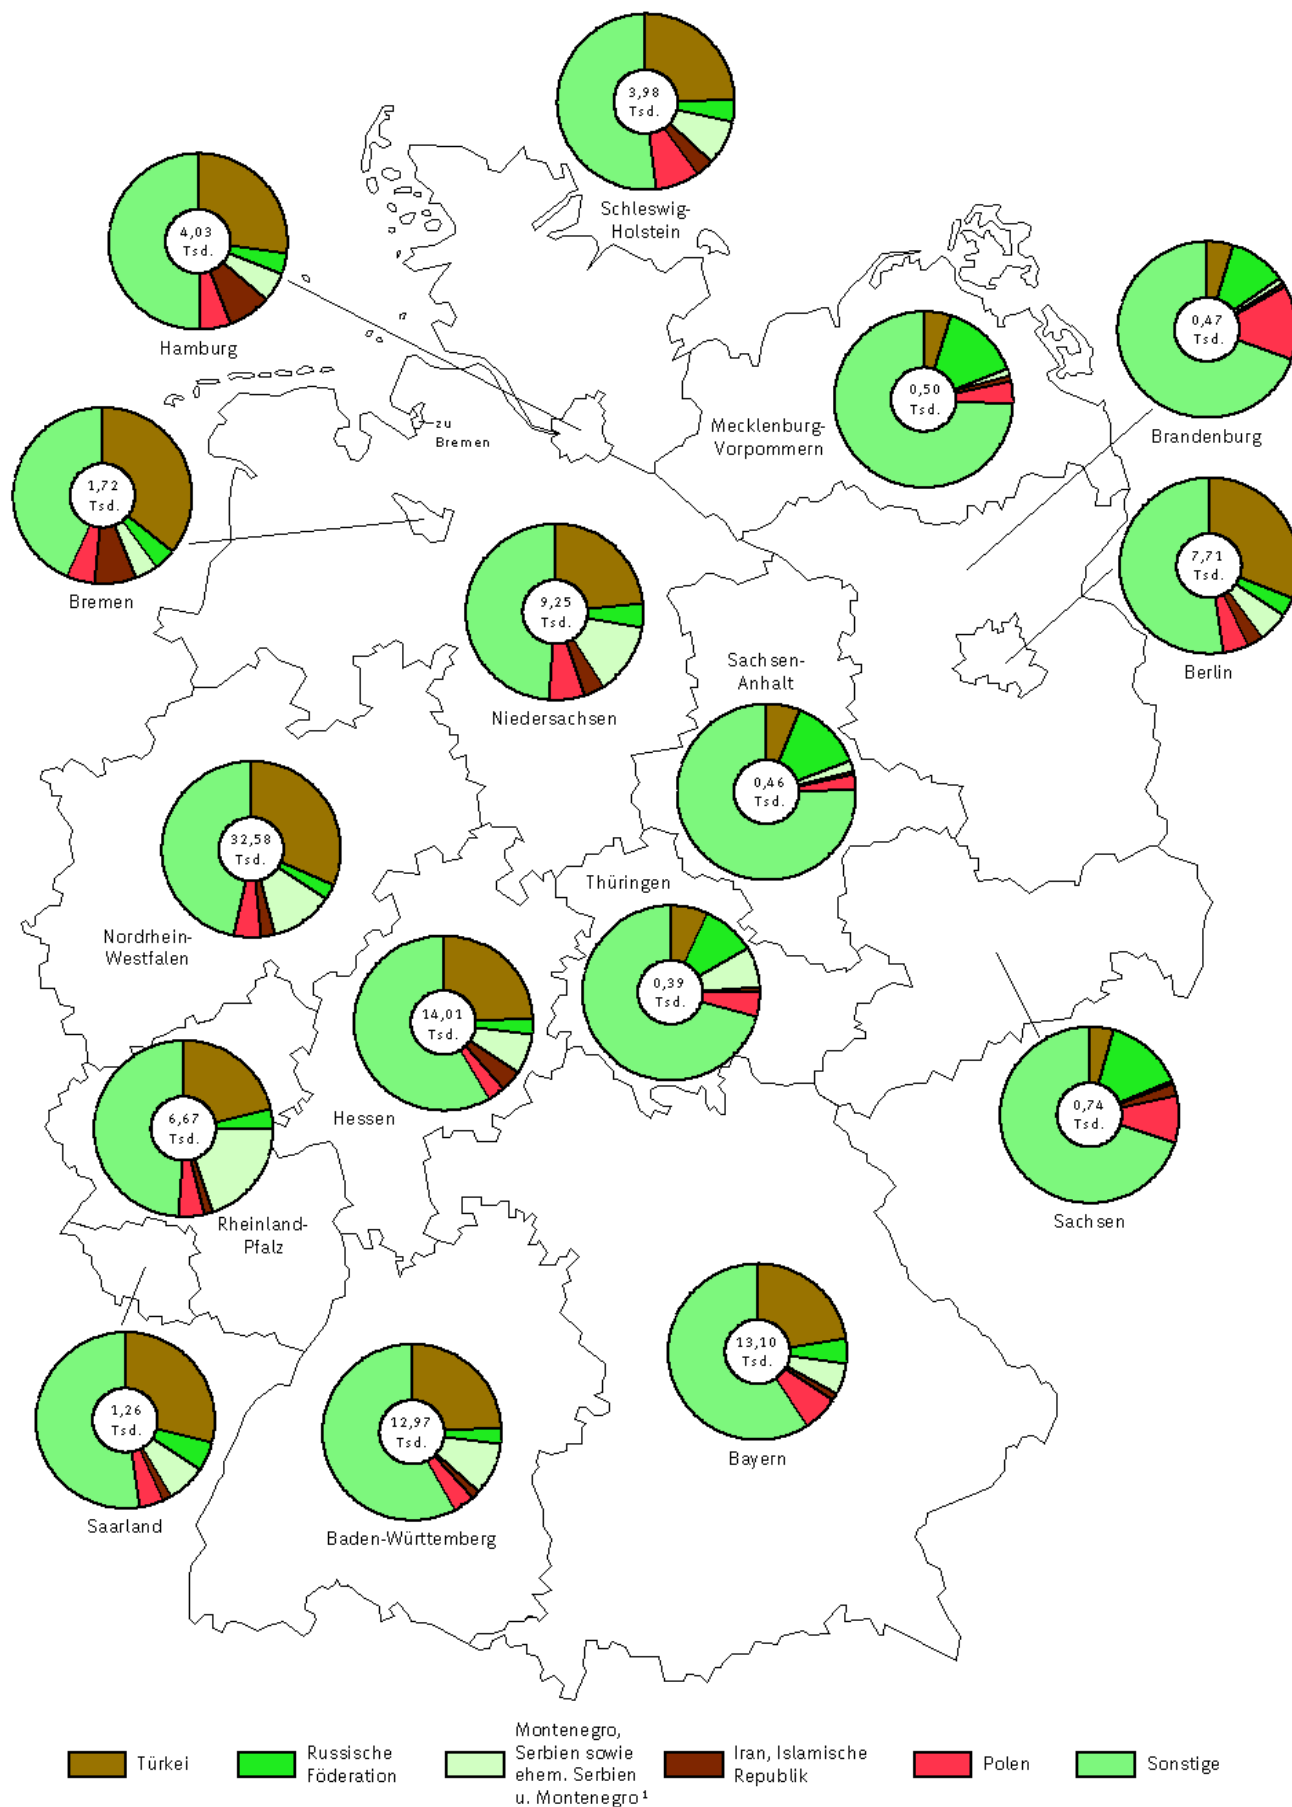 3,98
Tsd.
Schleswig-
Holstein
4,03
Tsd.
Hamburg
0,47
Tsd.
Brandenburg
0,50
Tsd.
Mecklenburg-
Vorpommern
zu
Bremen
1,72
Tsd.
Bremen
7,71
Tsd.
Berlin
9,25
Tsd.
Niedersachsen
Sachsen-
Anhalt
0,46
Tsd.
32,58
Tsd.
Nordrhein-
Westfalen
Thüringen
0,39
Tsd.
14,01
Tsd.
Hessen
6,67
Tsd.
Rheinland-
Pfalz
0,74
Tsd.
Sachsen
13,10
Tsd.
Bayern
1,26
Tsd.
Saarland
12,97
Tsd.
Baden-Württemberg
Türkei
Russische
Föderation
Montenegro,
Serbien sowie
ehem. Serbien
u. Montenegro¹
Iran, Islamische
Republik
Polen
Sonstige